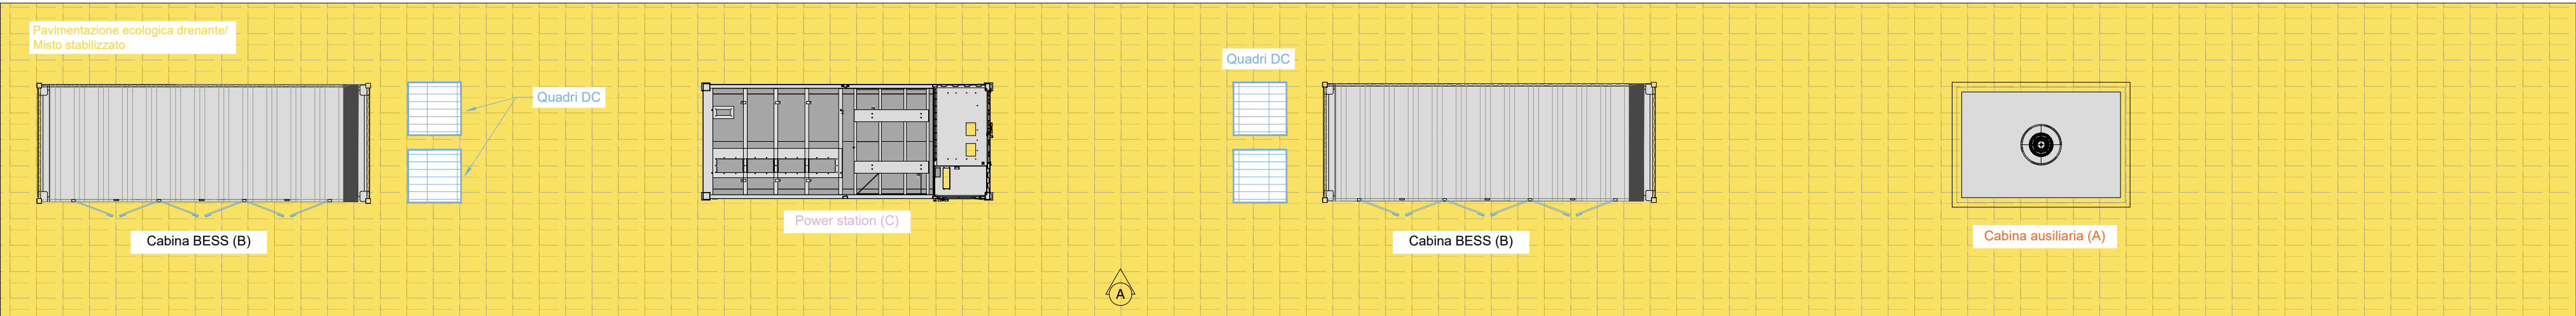 Pavimentazione ecologica drenante/
Misto stabilizzato
Quadri DC
Quadri DC
Power station (C)
Cabina BESS (B)
Cabina BESS (B)
Cabina ausiliaria (A)
A